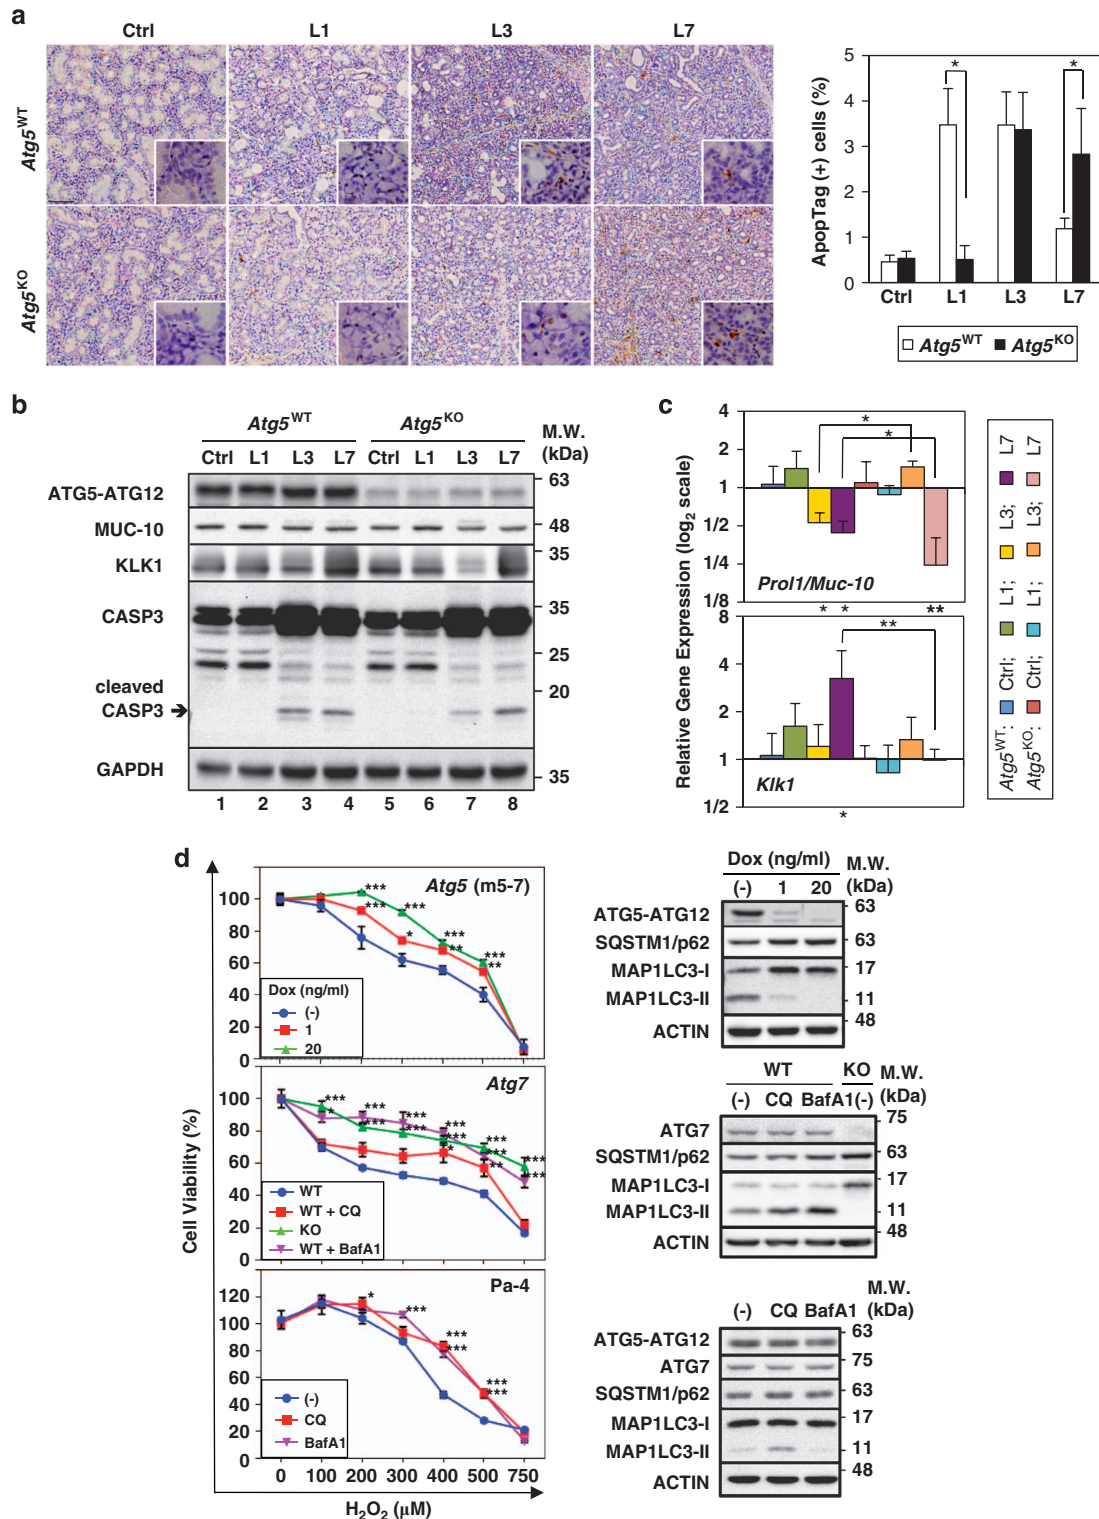 a
Ctrl L1 L3 L7
Atg5WT
Atg5KO
ApopTag (+) cells (%)
5
4
3
2
1
0
Ctrl L1 L3 L7
* *
Atg5WT Atg5KO
b
Atg5WT Atg5KO
M.W. (kDa)
Ctrl L1 L3 L7 Ctrl L1 L3 L7
ATG5-ATG12
63
MUC-10
48
KLK1
35
CASP3
35
25
20
cleaved
CASP3
GAPDH
35
1 2 3 4 5 6 7 8
c
Relative Gene Expression (log2 scale)
4
2
1
1/2
1/4
1/8
*
*
Prol1/Muc-10
* * **
8
4
2
1
1/2
**
Klk1
*
Atg5WT: Ctrl; L1; L3; L7
Atg5KO: Ctrl; L1; L3; L7
d
Cell Viability (%)
Atg5 (m5-7)
100
80
60
40
20
0
*** *** *** *** * ** *** **
Dox (ng/ml)
(-)
1
20
Atg7
100
80
60
40
20
0
*** * *** *** *** *** *** *** * *** *** ** *** ***
WT
WT + CQ
KO
WT + BafA1
Pa-4
120
100
80
60
40
20
0
* *** *** *** *** ***
(-)
CQ
BafA1
0 100 200 300 400 500 750
H2O2 (μM)
Dox (ng/ml)
M.W. (kDa)
(-) 1 20
ATG5-ATG12
63
SQSTM1/p62
63
MAP1LC3-I
17
MAP1LC3-II
11
48
ACTIN
WT KO
M.W. (kDa)
(-) CQ BafA1 (-)
75
ATG7
SQSTM1/p62
63
MAP1LC3-I
17
MAP1LC3-II
11
48
ACTIN
M.W. (kDa)
(-) CQ BafA1
ATG5-ATG12
63
ATG7
75
SQSTM1/p62
63
MAP1LC3-I
17
MAP1LC3-II
11
48
ACTIN